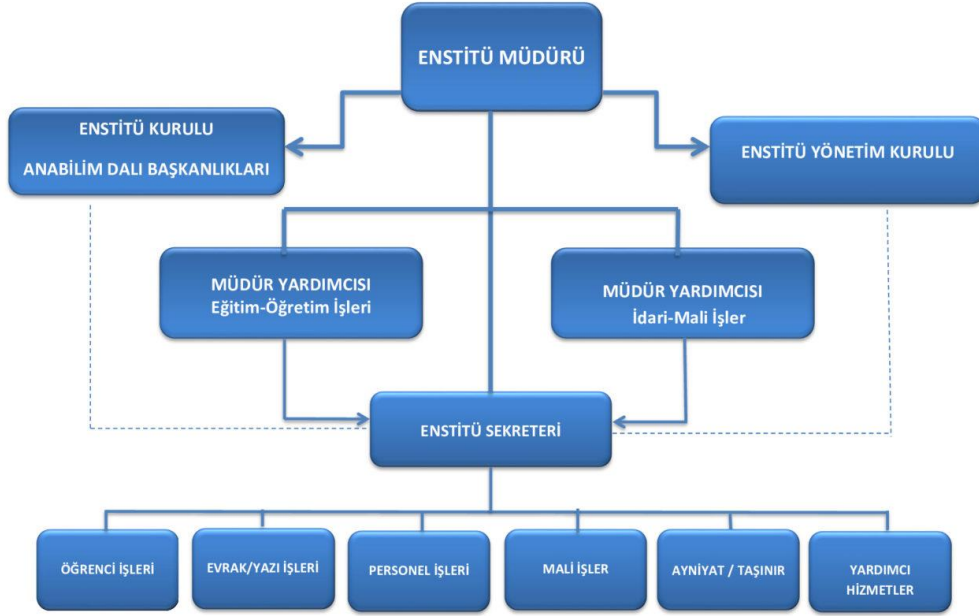 ENSTİTÜ MÜDÜRÜ
ENSTİTÜ KURULU
ANABİLİM DALI BAŞKANLIKLARI
ENSTİTÜ YÖNETİM KURULU
MÜDÜR YARDIMCISI
Eğitim-Öğretim İşleri
MÜDÜR YARDIMCISI
İdari-Mali İşler
ENSTİTÜ SEKRETERİ
ÖĞRENCİ İŞLERİ
EVRAK/YAZI İŞLERİ
PERSONEL İŞLERİ
MALİ İŞLER
AYNİYAT / TAŞINIR
YARDIMCI
HİZMETLER